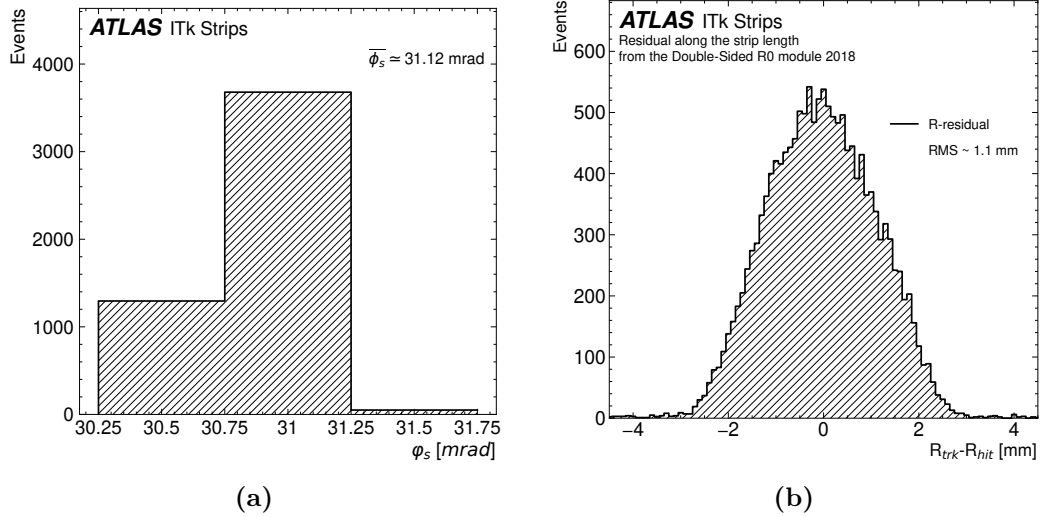 ATLAS ITk Strips
Events
φ̅ₛ ≃ 31.12 mrad
4000
3000
2000
1000
0
30.25 30.5 30.75 31 31.25 31.5 31.75
φₛ [mrad]
(a)
ATLAS ITk Strips
Residual along the strip length
from the Double-Sided R0 module 2018
Events
R-residual
RMS ~ 1.1 mm
600
500
400
300
200
100
0
−4 −2 0 2 4
R_trk-R_hit [mm]
(b)